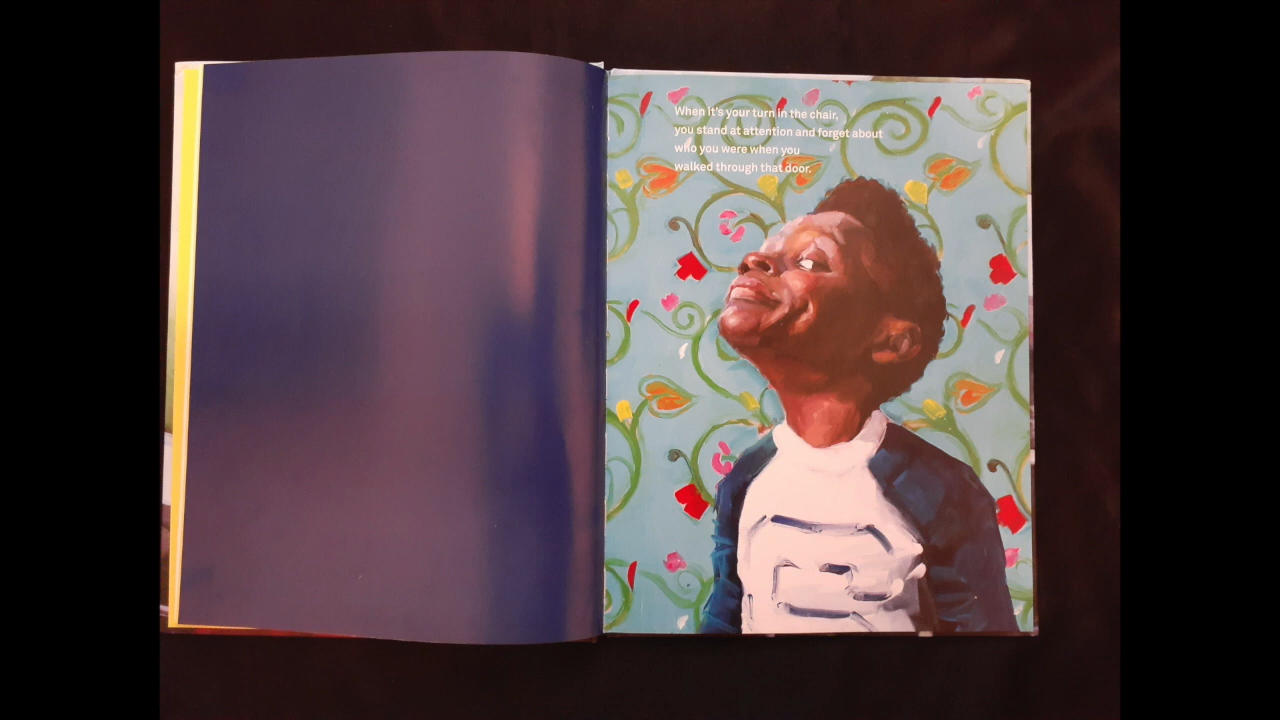 When it's your turn in the chair,
you stand at attention and forget about
who you were when you
walked through that door.